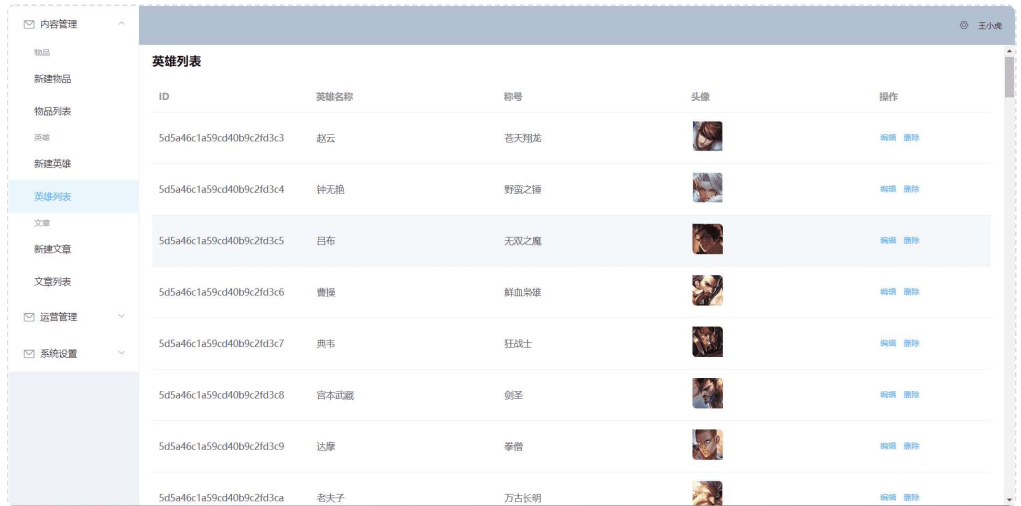 内容管理
物品
新建物品
物品列表
英雄
新建英雄
英雄列表
文章
新建文章
文章列表
运营管理
系统设置
王小虎
英雄列表
ID 英雄名称 称号 头像 操作
5d5a46c1a59cd40b9c2fd3c3 赵云 苍天翔龙 编辑 删除
5d5a46c1a59cd40b9c2fd3c4 钟无艳 野蛮之锤 编辑 删除
5d5a46c1a59cd40b9c2fd3c5 吕布 无双之魔 编辑 删除
5d5a46c1a59cd40b9c2fd3c6 曹操 鲜血枭雄 编辑 删除
5d5a46c1a59cd40b9c2fd3c7 典韦 狂战士 编辑 删除
5d5a46c1a59cd40b9c2fd3c8 宫本武藏 剑圣 编辑 删除
5d5a46c1a59cd40b9c2fd3c9 达摩 拳僧 编辑 删除
5d5a46c1a59cd40b9c2fd3ca 老夫子 万古长明 编辑 删除